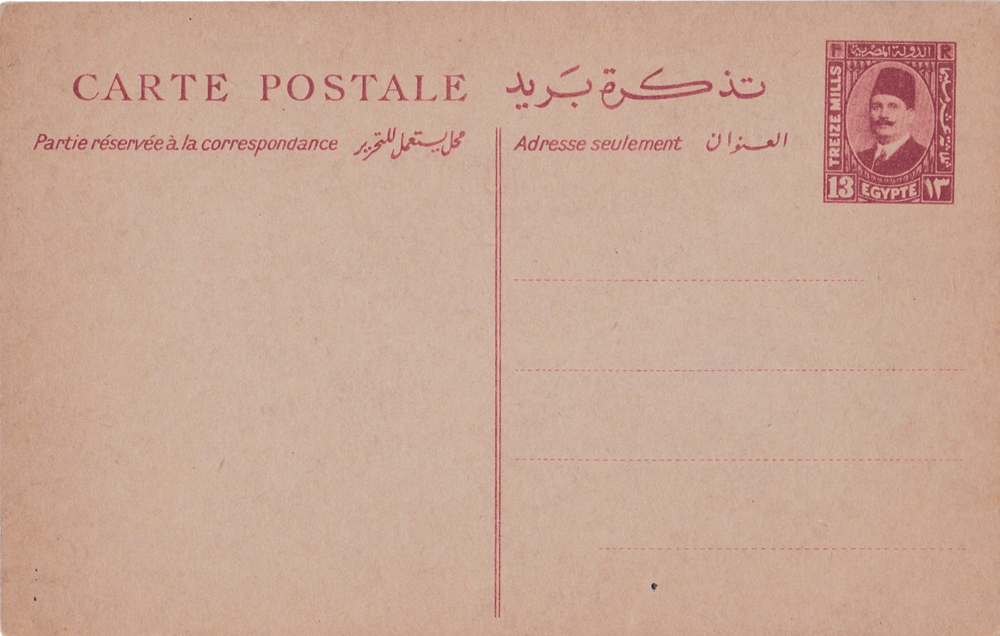 CARTE POSTALE تذكرة بريد
Partie réservée à la correspondance محل يستعمل للتحرير
Adresse seulement العنوان
F الدولة المصرية R
TREIZE MILLS
13 EGYPTE ١٣